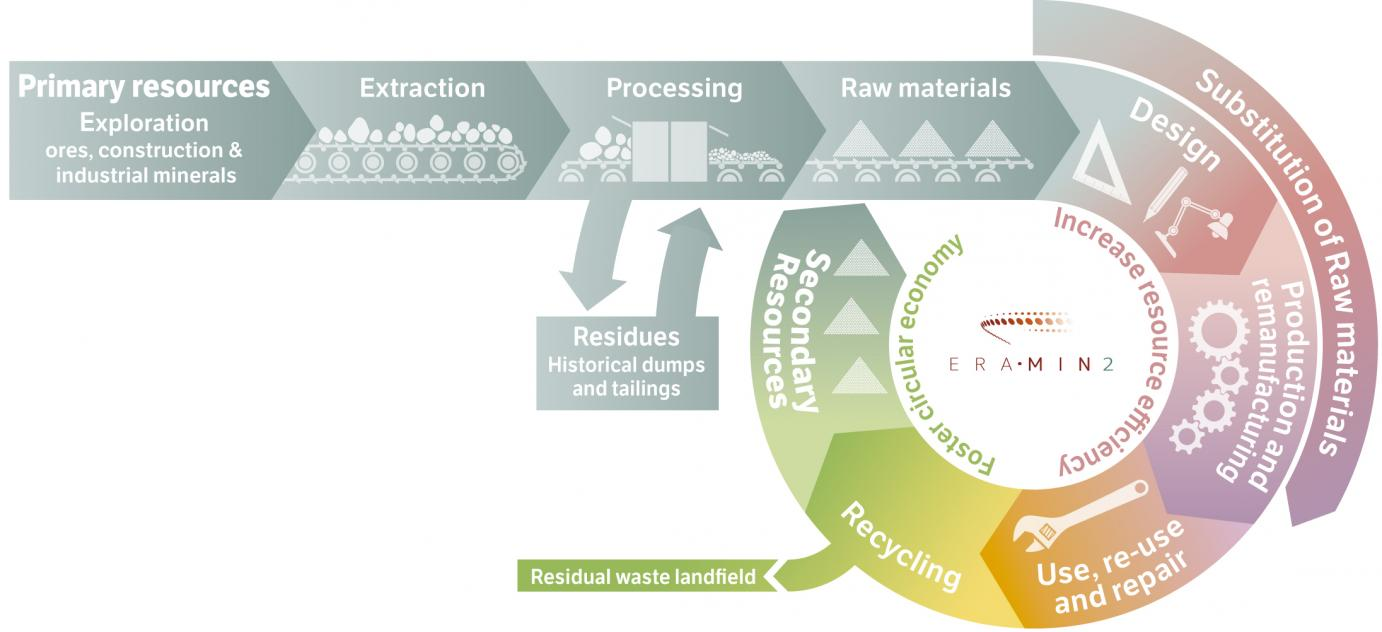 Primary resources
Exploration
ores, construction &
industrial minerals
Extraction
Processing
Raw materials
Design
Substitution of Raw materials
Production and
remanufacturing
Use, re-use
and repair
Recycling
Residual waste landfield
Secondary
Resources
Residues
Historical dumps
and tailings
Increase resource efficiency
Foster circular economy
ERA·MIN2